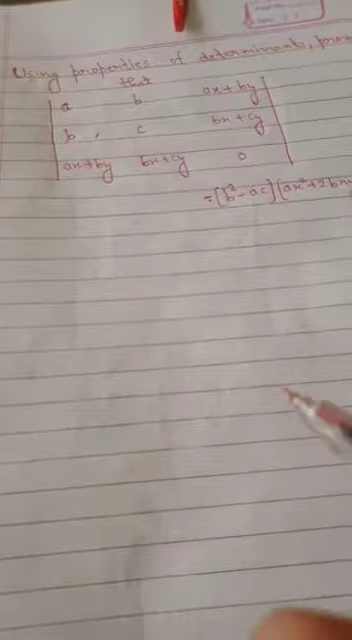 Using properties of determinants, prove
that
a b ax+by
b, c bx+cy
ax+by bx+cy 0
=(b²-ac)(ax²+2bxy